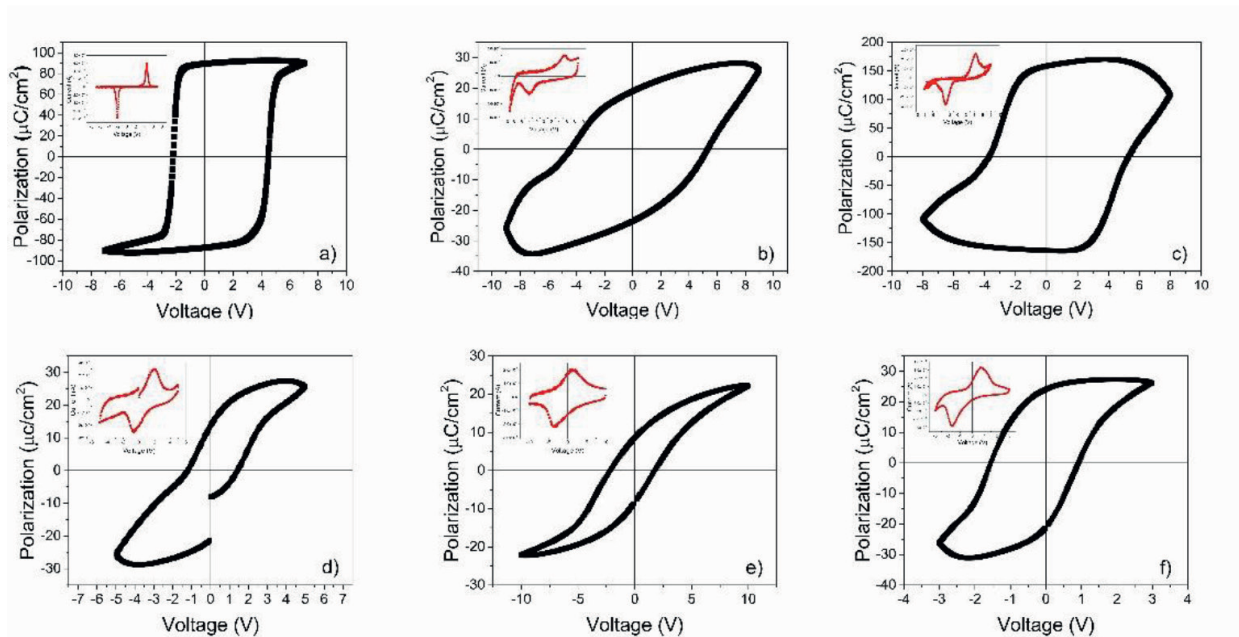 Polarization (μC/cm²)
100
80
60
40
20
0
-20
-40
-60
-80
-100
-10 -8 -6 -4 -2 0 2 4 6 8 10
Voltage (V)
Voltage (V)
a)
Polarization (μC/cm²)
30
20
10
0
-10
-20
-30
-40
-10 -8 -6 -4 -2 0 2 4 6 8 10
Voltage (V)
Voltage (V)
b)
Polarization (μC/cm²)
200
150
100
50
0
-50
-100
-150
-200
-10 -8 -6 -4 -2 0 2 4 6 8 10
Voltage (V)
Voltage (V)
c)
Polarization (μc/cm²)
30
20
10
0
-10
-20
-30
-7 -6 -5 -4 -3 -2 -1 0 1 2 3 4 5 6 7
Voltage (V)
Voltage (V)
d)
Polarization (μC/cm²)
30
20
10
0
-10
-20
-30
-10 -5 0 5 10
Voltage (V)
Voltage (V)
e)
Polarization (μC/cm²)
30
20
10
0
-10
-20
-30
-40
-4 -3 -2 -1 0 1 2 3 4
Voltage (V)
Voltage (V)
f)